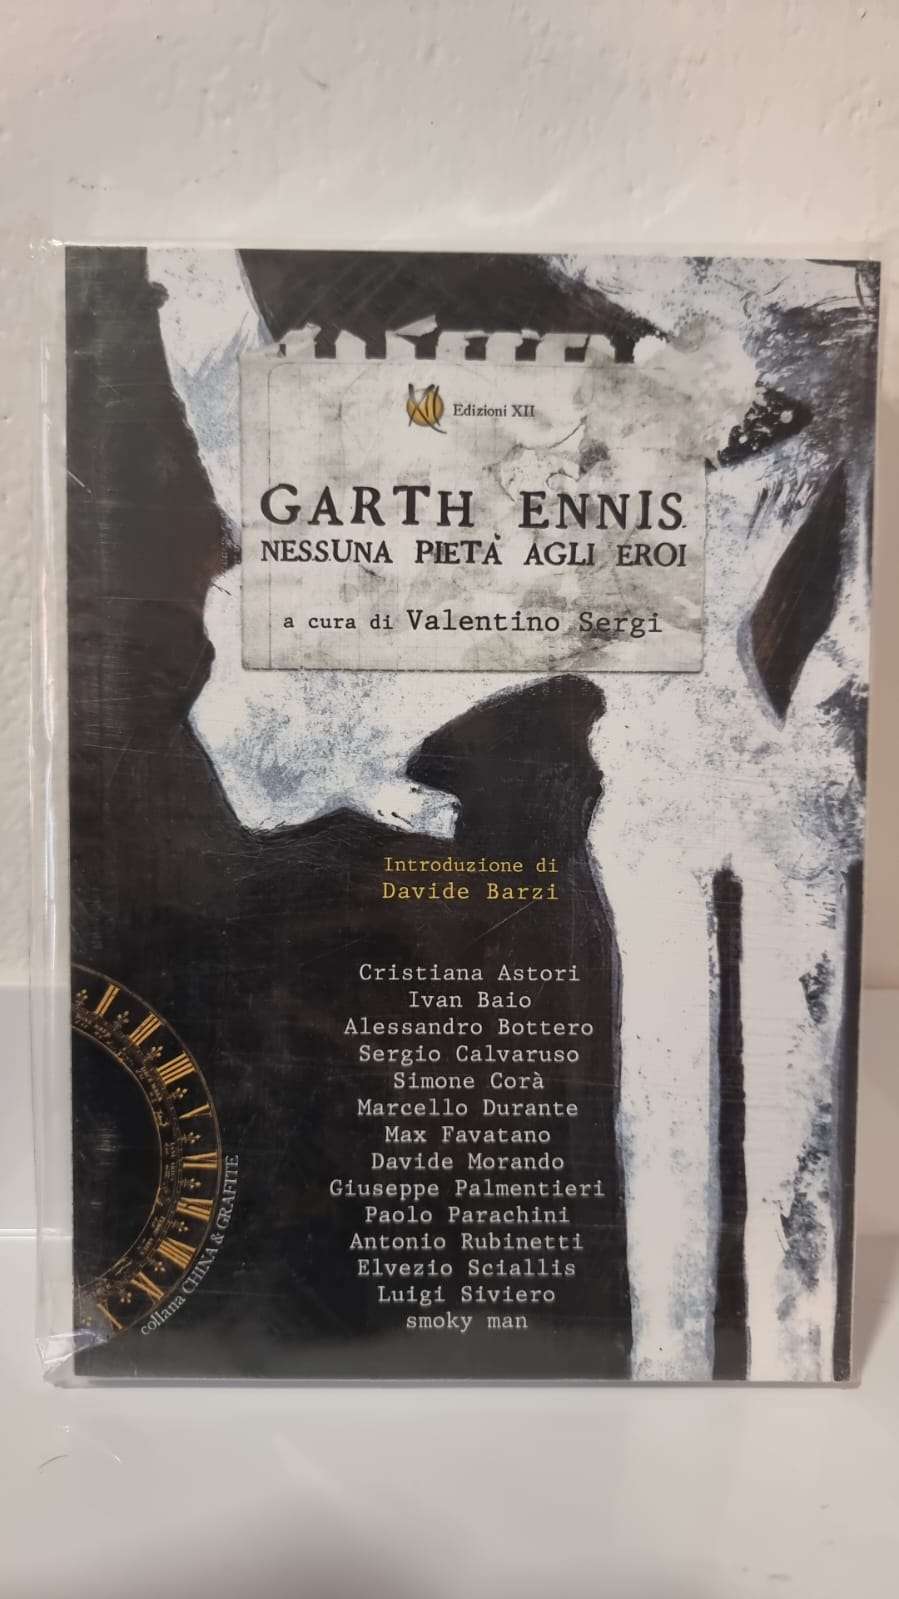 Edizioni XII
GARTH ENNIS
NESSUNA PIETÀ AGLI EROI
a cura di Valentino Sergi
Introduzione di
Davide Barzi
Cristiana Astori
Ivan Baio
Alessandro Bottero
Sergio Calvaruso
Simone Corà
Marcello Durante
Max Favatano
Davide Morando
Giuseppe Palmentieri
Paolo Parachini
Antonio Rubinetti
Elvezio Sciallis
Luigi Siviero
smoky man
collana CHINA & GRAFITE